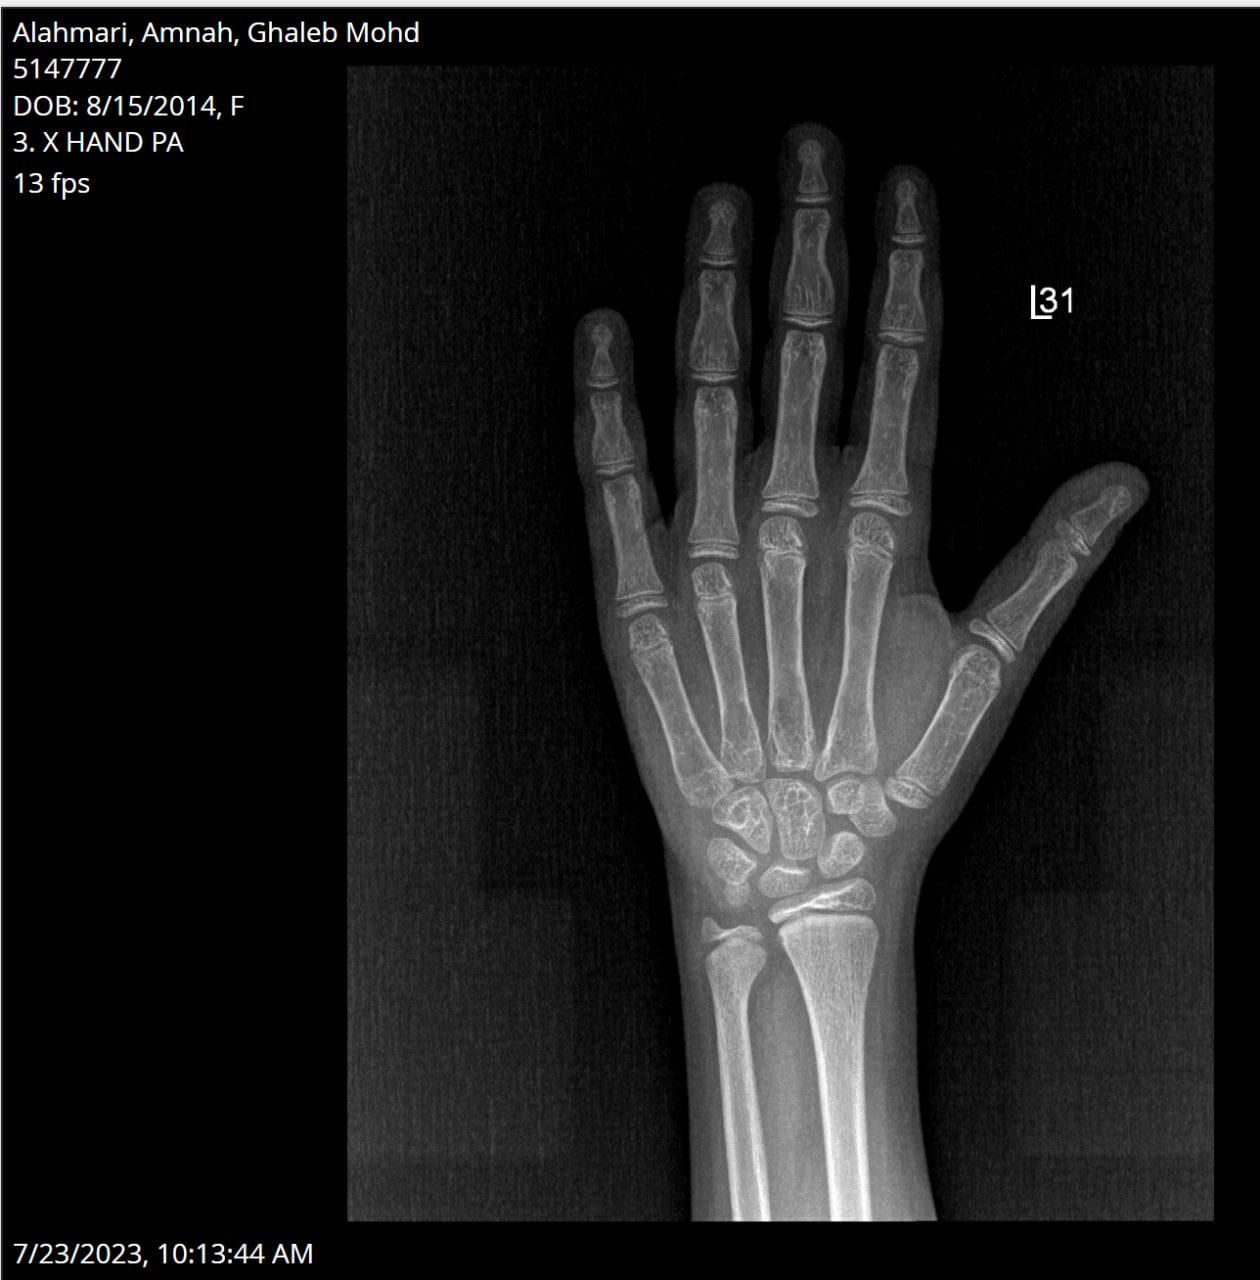 Alahmari, Amnah, Ghaleb Mohd
5147777
DOB: 8/15/2014, F
3. X HAND PA
13 fps
L31
7/23/2023, 10:13:44 AM